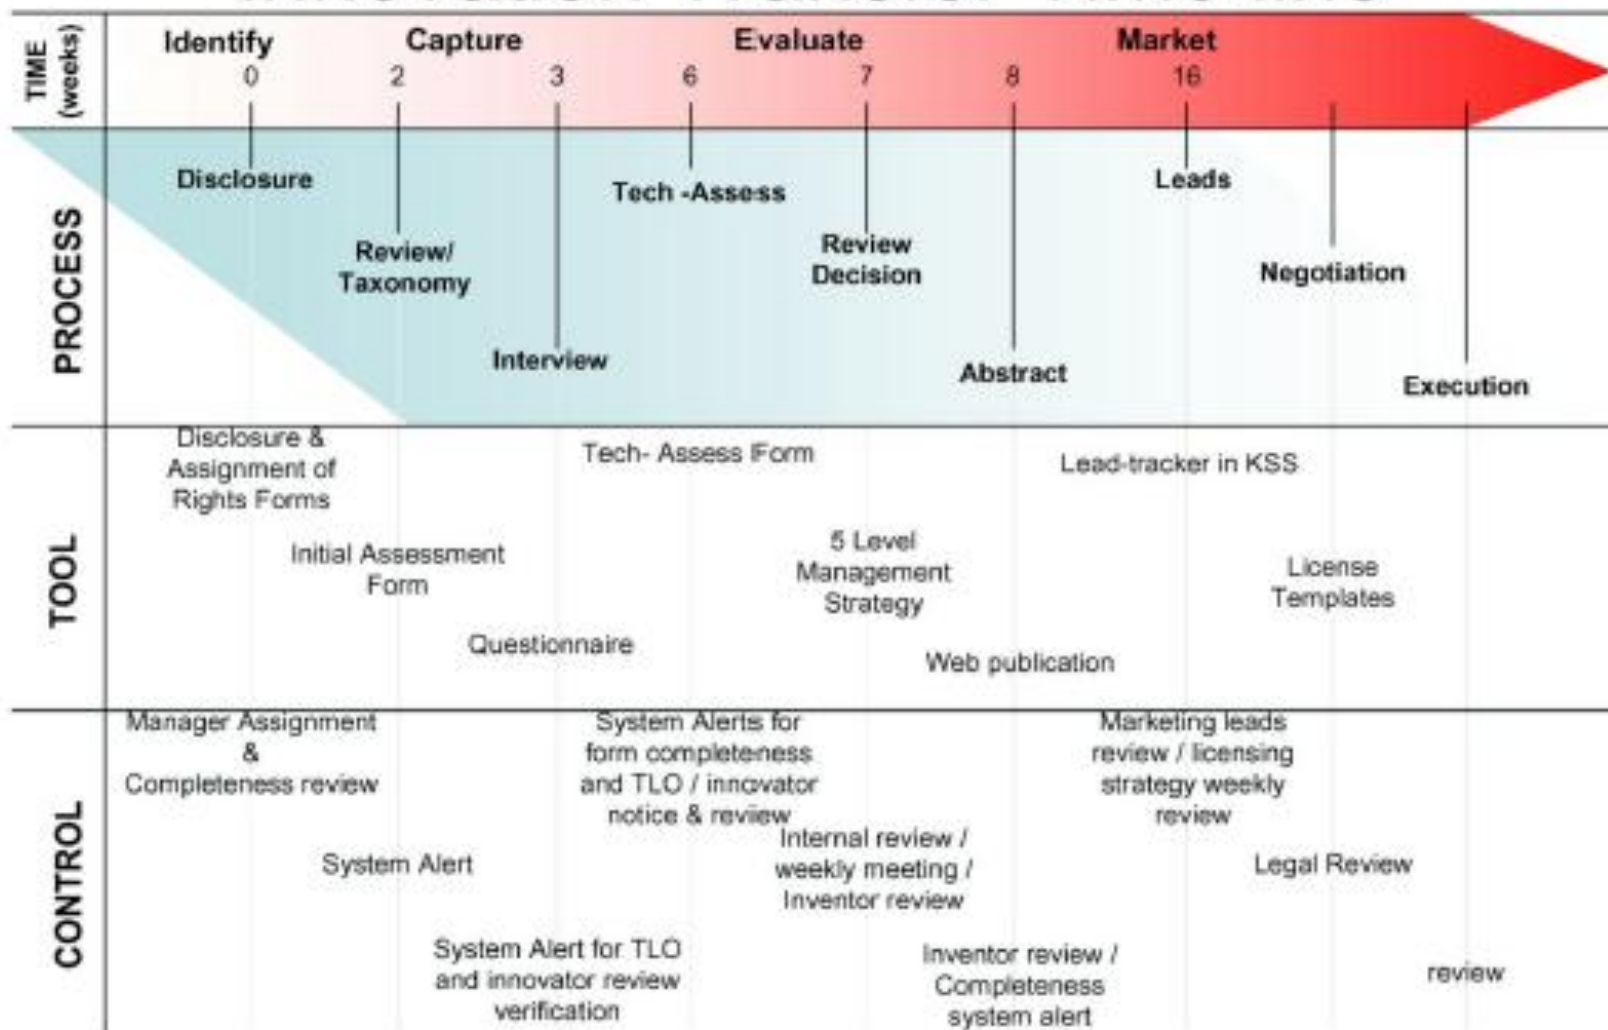 TIME (weeks)
Identify Capture Evaluate Market
0 2 3 6 7 8 16
PROCESS
Disclosure
Review/
Taxonomy
Interview
Tech -Assess
Review
Decision
Abstract
Leads
Negotiation
Execution
TOOL
Disclosure &
Assignment of
Rights Forms
Initial Assessment
Form
Questionnaire
Tech- Assess Form
5 Level
Management
Strategy
Web publication
Lead-tracker in KSS
License
Templates
CONTROL
Manager Assignment
&
Completeness review
System Alert
System Alert for TLO
and innovator review
verification
System Alerts for
form completeness
and TLO / innovator
notice & review
Internal review /
weekly meeting /
Inventor review
Inventor review /
Completeness
system alert
Marketing leads
review / licensing
strategy weekly
review
Legal Review
review